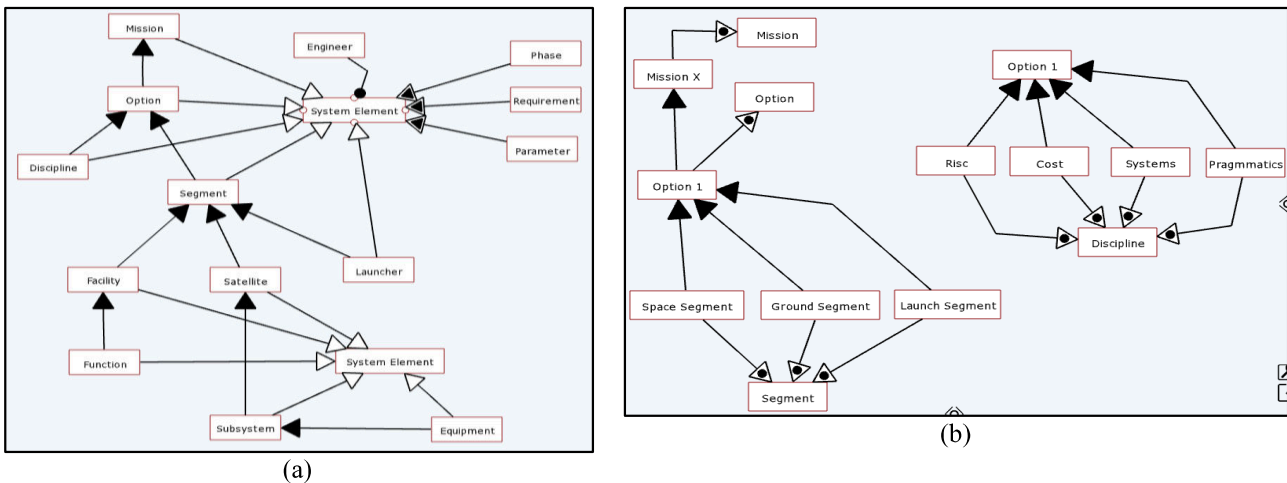 Mission
Engineer
Phase
Option
System Element
Requirement
Parameter
Discipline
Segment
Facility
Satellite
Launcher
Function
System Element
Subsystem
Equipment
(a)
Mission
Mission X
Option
Option 1
Space Segment
Ground Segment
Launch Segment
Segment
Option 1
Risc
Cost
Systems
Pragmmatics
Discipline
(b)